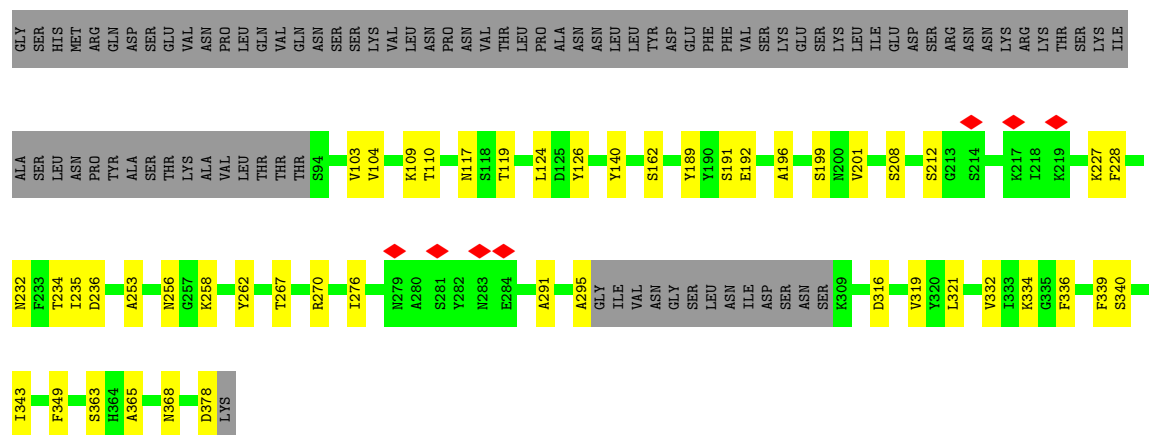 GLY SER HIS MET ARG GLN ASP SER GLU VAL ASN PRO LEU GLN VAL GLN ASN SER SER LYS VAL LEU ASN PRO ASN VAL THR LEU PRO ALA ASN ASN LEU LEU TYR ASP GLU PHE PHE VAL SER LYS GLU SER LYS LEU ILE GLU ASP SER ARG ASN ASN LYS ARG LYS THR SER LYS ILE
ALA SER LEU ASN PRO TYR ALA SER THR LYS ALA VAL LEU THR THR THR S94 V103 V104 K109 T110 N117 S118 T119 L124 D125 Y126 Y140 S162 Y189 Y190 S191 E192 A196 S199 N200 V201 S208 S212 G213 S214 K217 I218 K219 K227 F228
N232 F233 T234 I235 D236 A253 N256 G257 K258 Y262 T267 R270 I276 N279 A280 S281 Y282 N283 E284 A291 A295 GLY ILE VAL ASN GLY SER LEU ASN ILE ASP SER ASN SER K309 D316 V319 Y320 L321 V332 I333 K334 G335 F336 F339 S340
I343 F349 S363 H364 A365 N368 D378 LYS